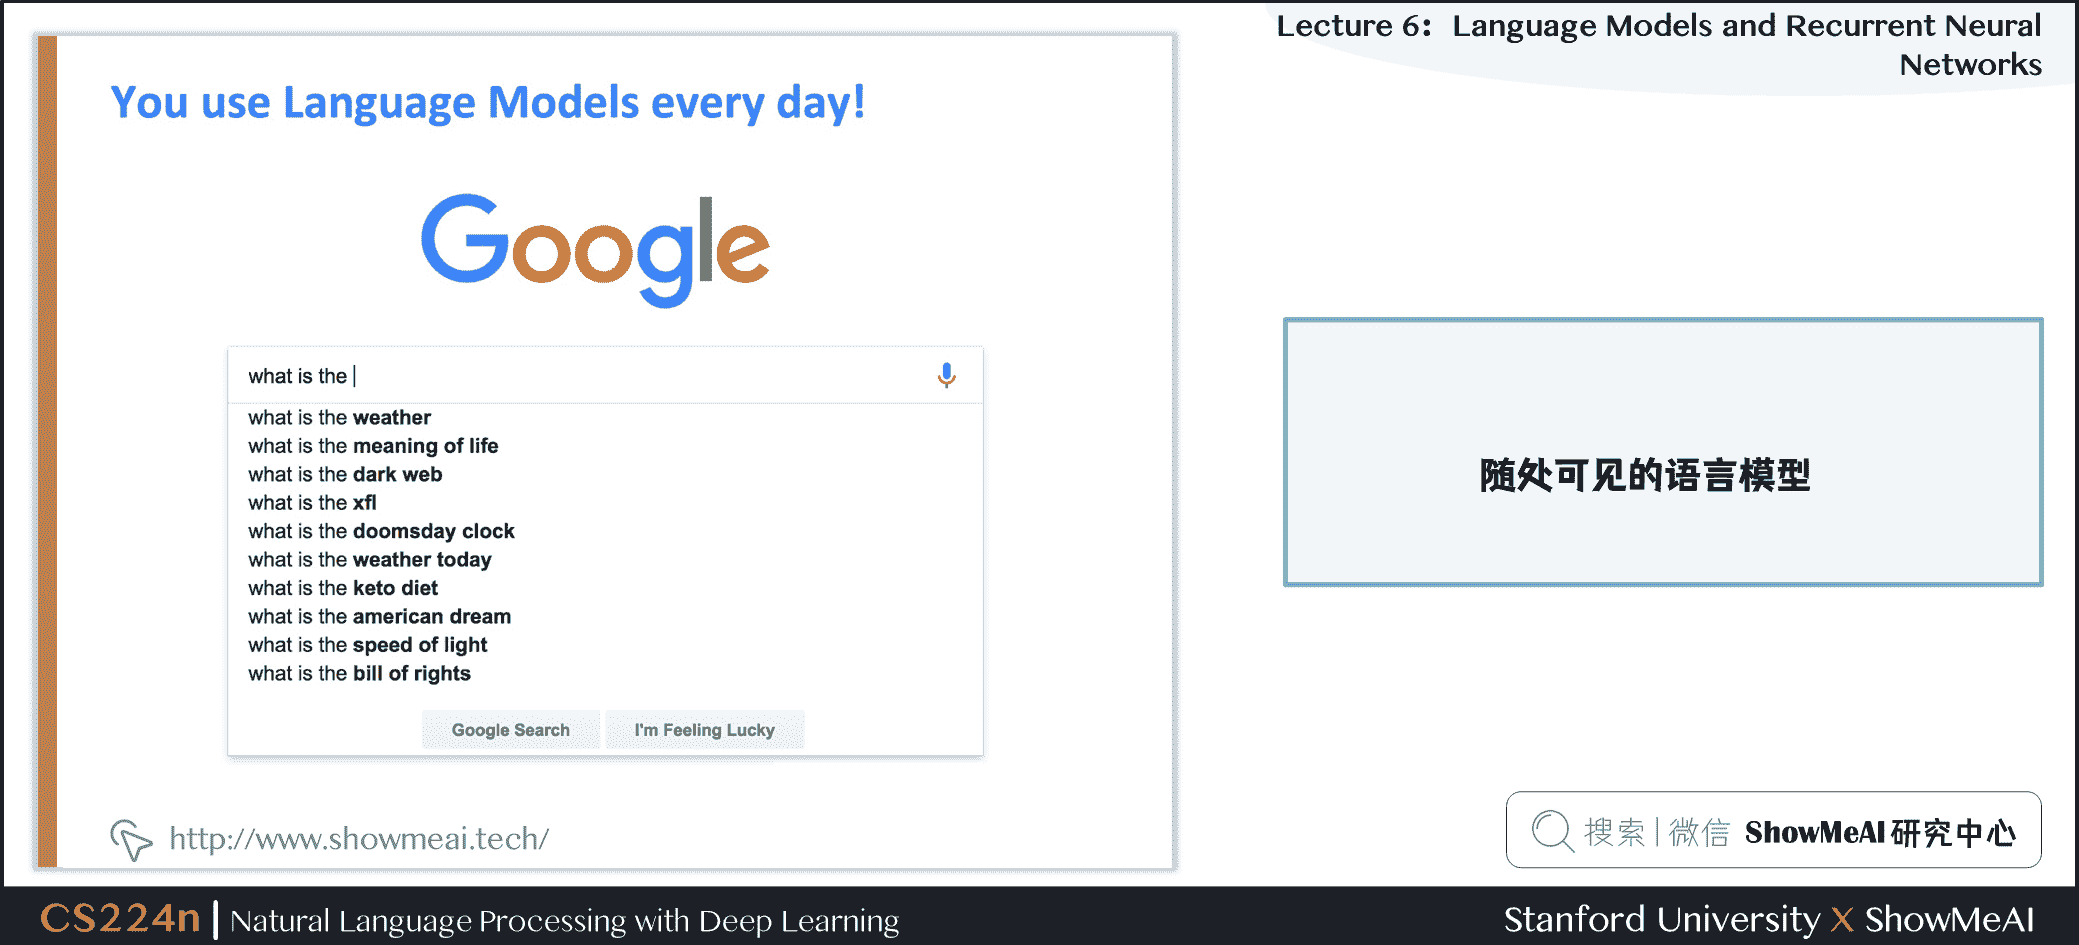 Lecture 6: Language Models and Recurrent Neural
Networks
You use Language Models every day!
Google
what is the
what is the weather
what is the meaning of life
what is the dark web
what is the xfl
what is the doomsday clock
what is the weather today
what is the keto diet
what is the american dream
what is the speed of light
what is the bill of rights
Google Search I'm Feeling Lucky
http://www.showmeai.tech/
随处可见的语言模型
搜索 | 微信 ShowMeAI 研究中心
CS224n | Natural Language Processing with Deep Learning
Stanford University X ShowMeAI